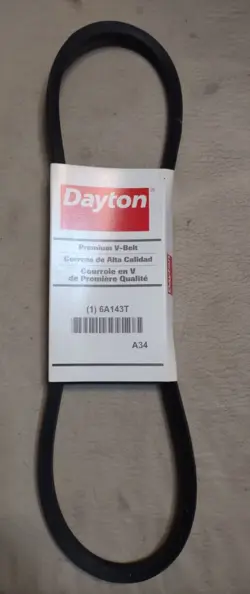 Dayton
Premium V-Belt
Correa de Alta Calidad
Courroie en V
de Première Qualité
(1) 6A143T
A34